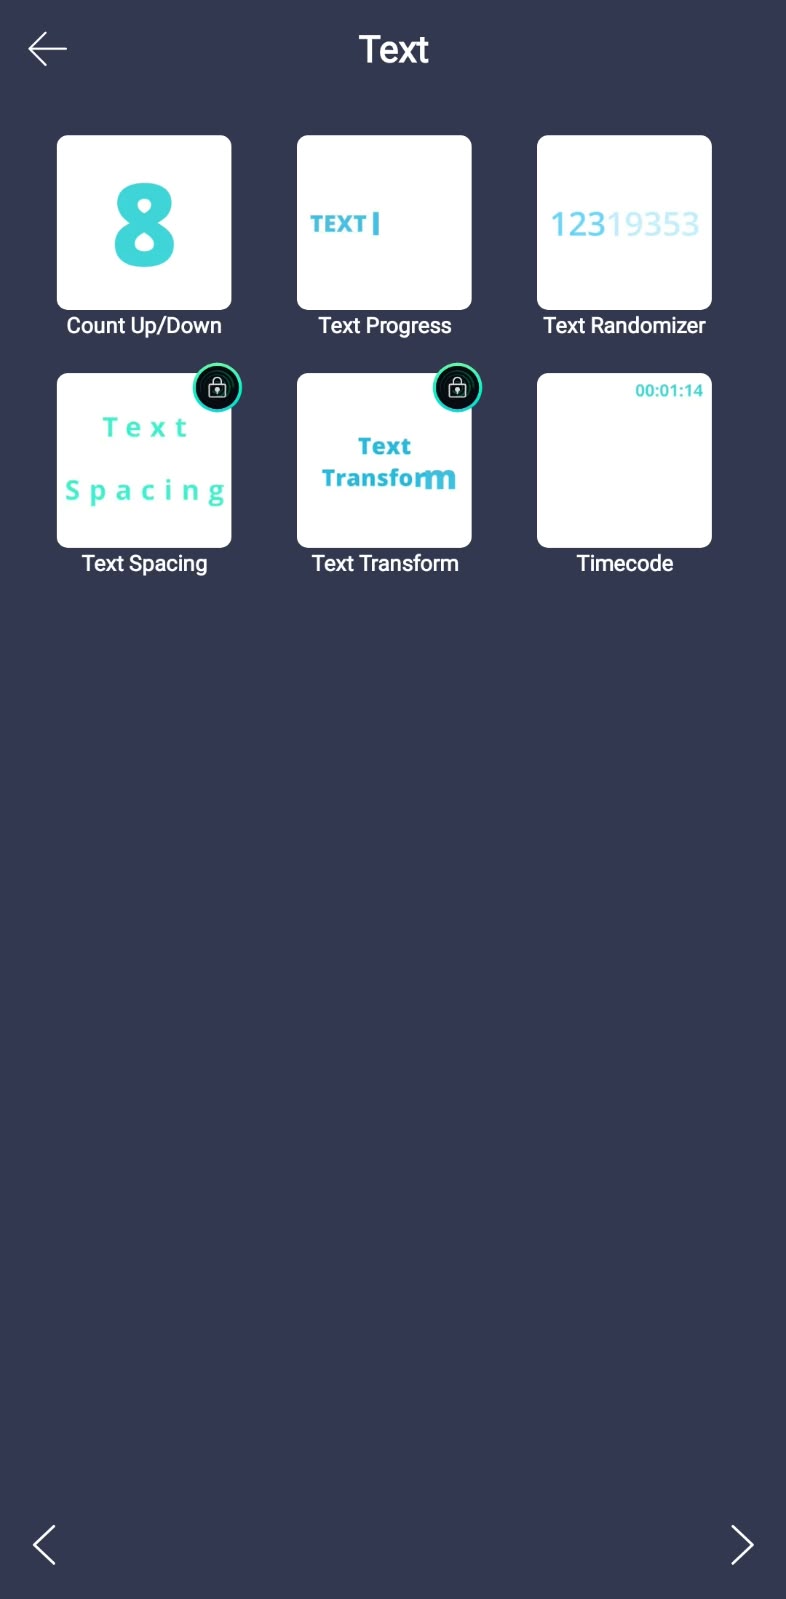 Text
8
TEXT
12319353
Count Up/Down
Text Progress
Text Randomizer
Text
Spacing
Text
Transform
00:01:14
Text Spacing
Text Transform
Timecode